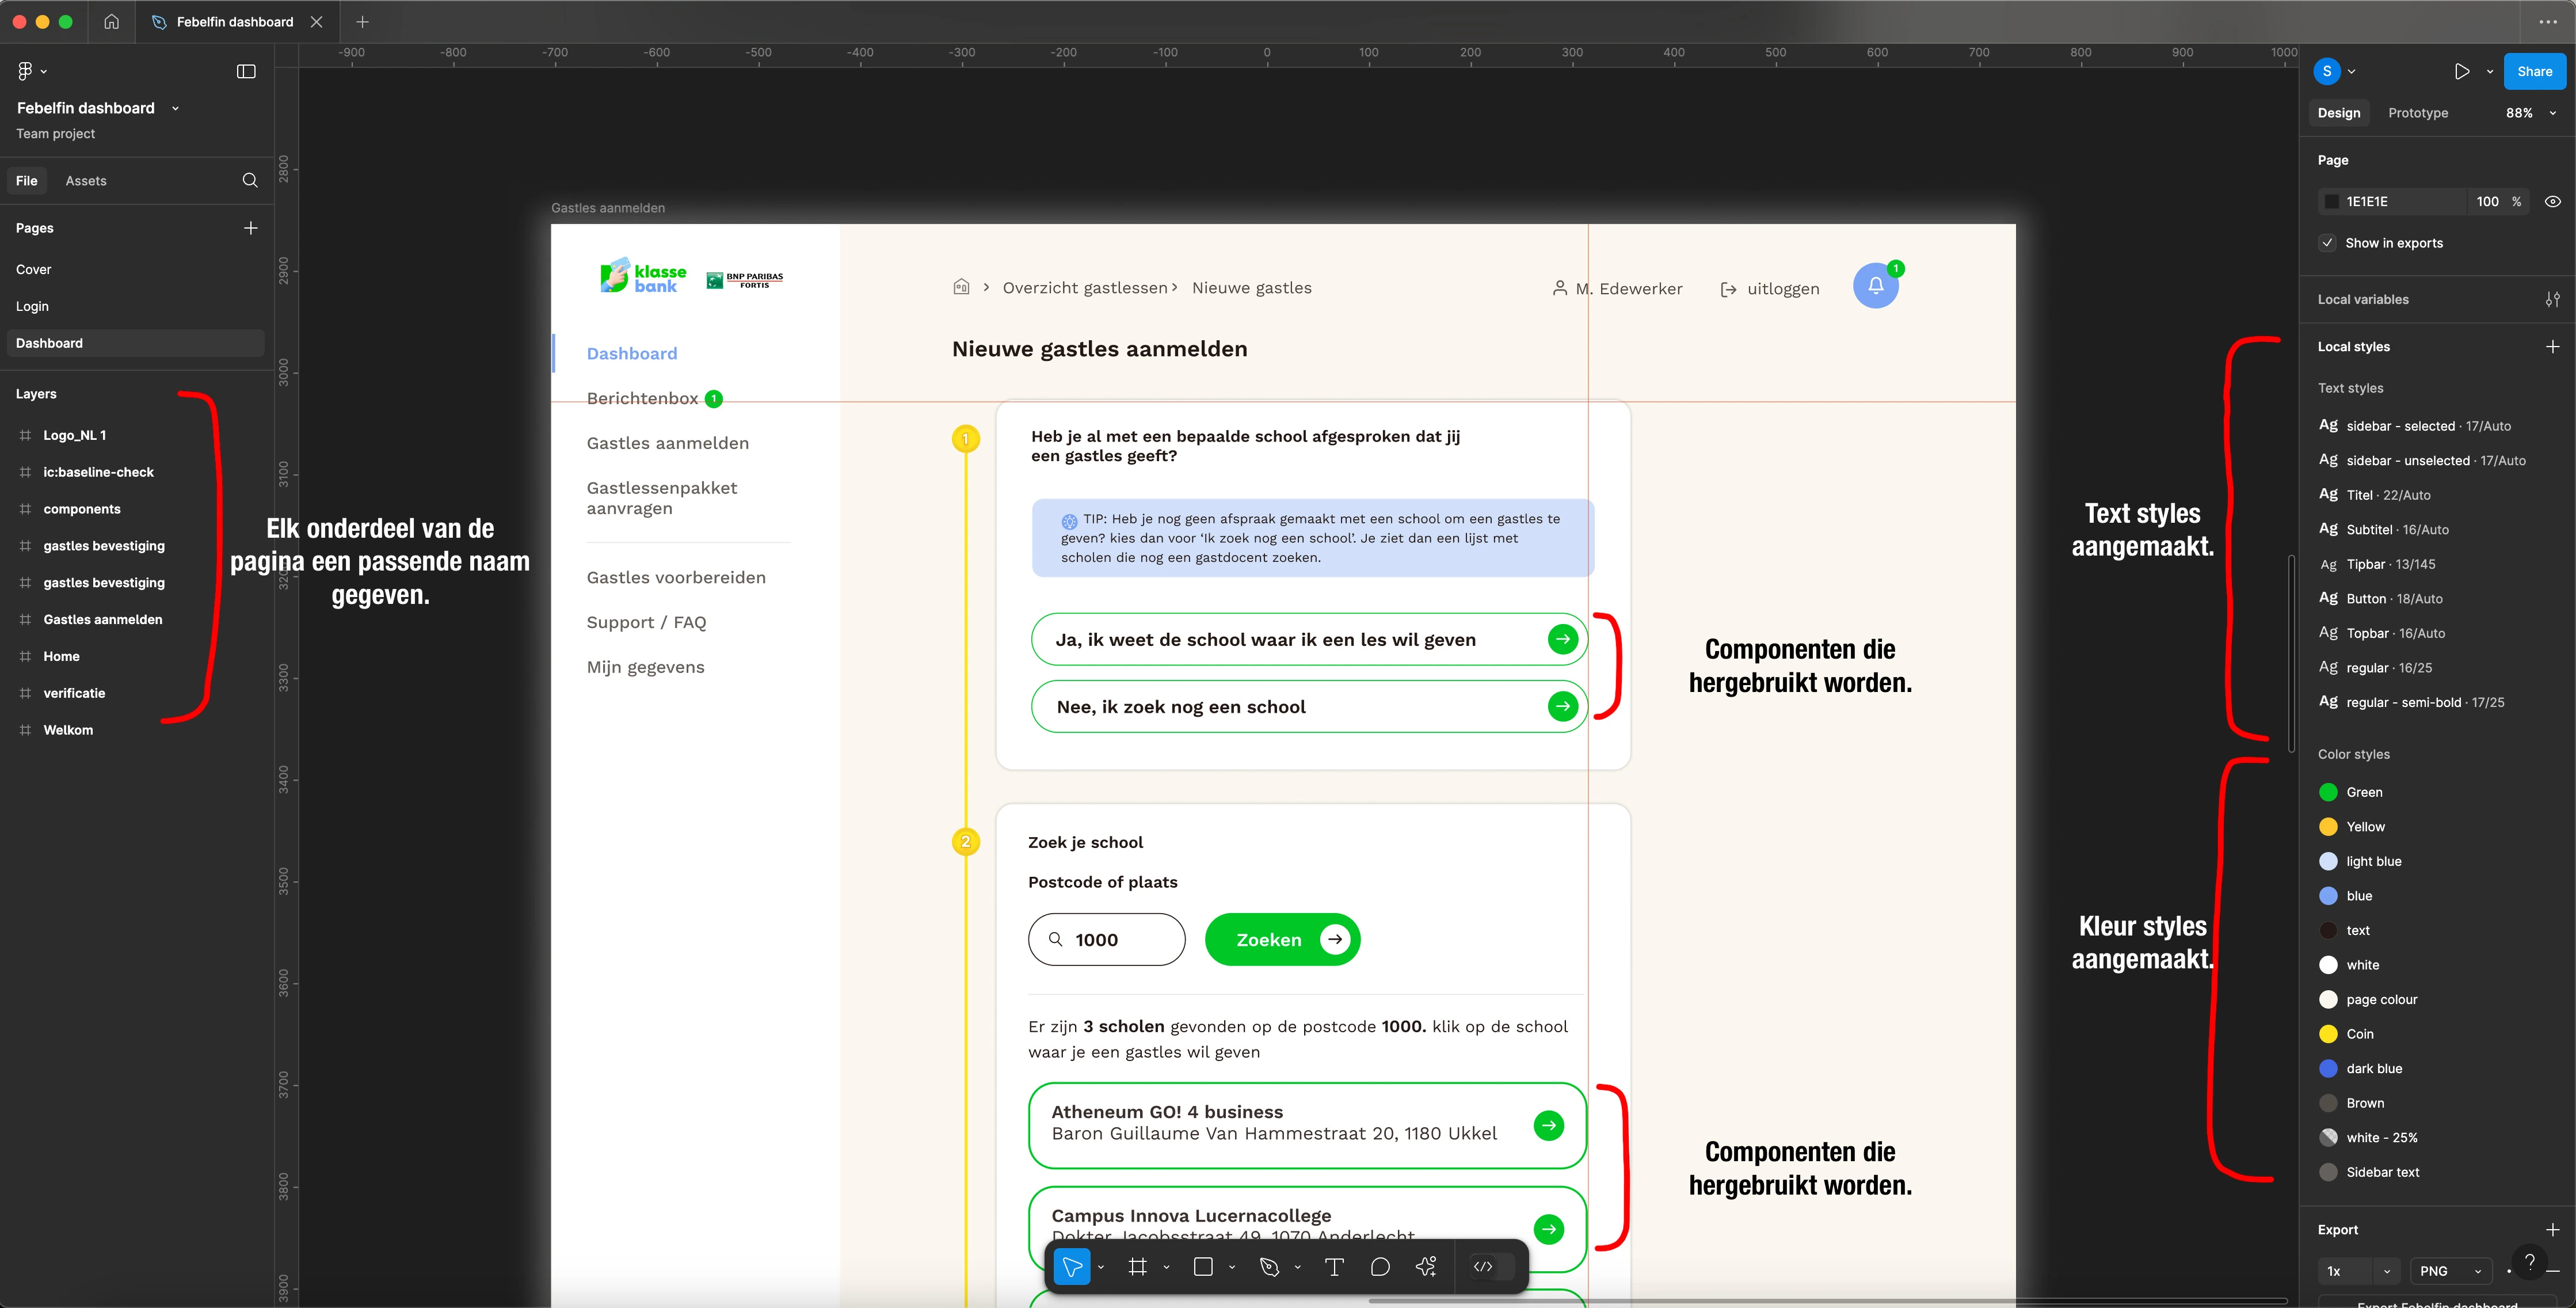 Febelfin dashboard
-900 -800 -700 -600 -500 -400 -300 -200 -100 0 100 200 300 400 500 600 700 800 900 1000
Febelfin dashboard
Team project
File Assets
Pages
Cover
Login
Dashboard
Layers
Logo_NL 1
ic:baseline-check
components
gastles bevestiging
gastles bevestiging
Gastles aanmelden
Home
verificatie
Welkom
Elk onderdeel van de
pagina een passende naam
gegeven.
2800
2900
3000
3100
3300
3400
3500
3600
3700
3800
3900
Gastles aanmelden
klasse
bank
BNP PARIBAS
FORTIS
Dashboard
Berichtenbox 1
Gastles aanmelden
Gastlessenpakket
aanvragen
Gastles voorbereiden
Support / FAQ
Mijn gegevens
> Overzicht gastlessen > Nieuwe gastles
M. Edewerker uitloggen 1
Nieuwe gastles aanmelden
1
Heb je al met een bepaalde school afgesproken dat jij
een gastles geeft?
TIP: Heb je nog geen afspraak gemaakt met een school om een gastles te
geven? kies dan voor ‘Ik zoek nog een school’. Je ziet dan een lijst met
scholen die nog een gastdocent zoeken.
Ja, ik weet de school waar ik een les wil geven
Nee, ik zoek nog een school
Componenten die
hergebruikt worden.
2
Zoek je school
Postcode of plaats
1000 Zoeken
Er zijn 3 scholen gevonden op de postcode 1000. klik op de school
waar je een gastles wil geven
Atheneum GO! 4 business
Baron Guillaume Van Hammestraat 20, 1180 Ukkel
Campus Innova Lucernacollege
Dokter Jacobsstraat 49, 1070 Anderlecht
Componenten die
hergebruikt worden.
Text styles
aangemaakt.
Kleur styles
aangemaakt.
S Share
Design Prototype 88%
Page
1E1E1E 100 %
Show in exports
Local variables
Local styles
Text styles
Ag sidebar - selected · 17/Auto
Ag sidebar - unselected · 17/Auto
Ag Titel · 22/Auto
Ag Subtitel · 16/Auto
Ag Tipbar · 13/145
Ag Button · 18/Auto
Ag Topbar · 16/Auto
Ag regular · 16/25
Ag regular - semi-bold · 17/25
Color styles
Green
Yellow
light blue
blue
text
white
page colour
Coin
dark blue
Brown
white - 25%
Sidebar text
Export
1x PNG ?
Export Febelfin dashboard